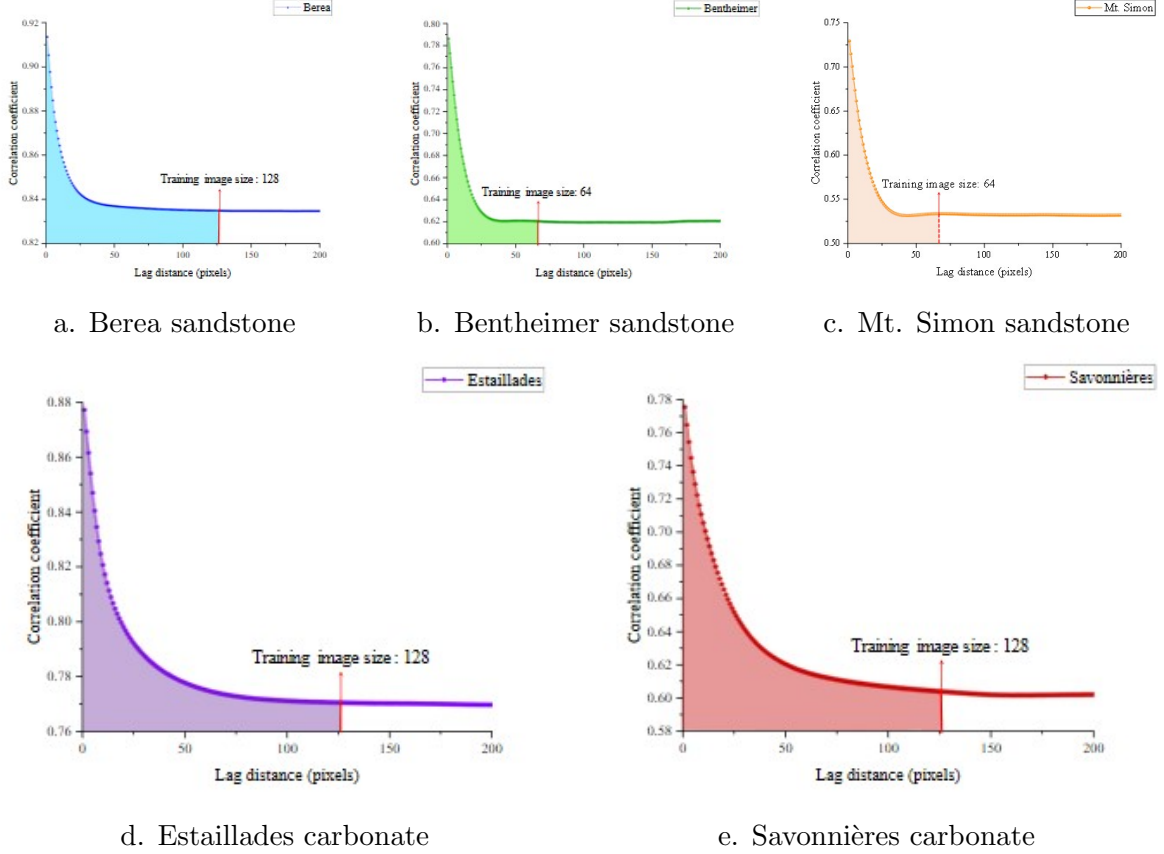 Berea
Correlation coefficient
0.92
0.90
0.88
0.86
0.84
0.82
Training image size: 128
0
50
100
150
200
Lag distance (pixels)
a. Berea sandstone
Bentheimer
Correlation coefficient
0.80
0.78
0.76
0.74
0.72
0.70
0.68
0.66
0.64
0.62
0.60
Training image size: 64
0
50
100
150
200
Lag distance (pixels)
b. Bentheimer sandstone
Mt. Simon
Correlation coefficient
0.75
0.70
0.65
0.60
0.55
0.50
Training image size: 64
0
50
100
150
200
Lag distance (pixels)
c. Mt. Simon sandstone
Estaillades
Correlation coefficient
0.88
0.86
0.84
0.82
0.80
0.78
0.76
Training image size: 128
0
50
100
150
200
Lag distance (pixels)
d. Estaillades carbonate
Savonnières
Correlation coefficient
0.78
0.76
0.74
0.72
0.70
0.68
0.66
0.64
0.62
0.60
0.58
Training image size: 128
0
50
100
150
200
Lag distance (pixels)
e. Savonnières carbonate